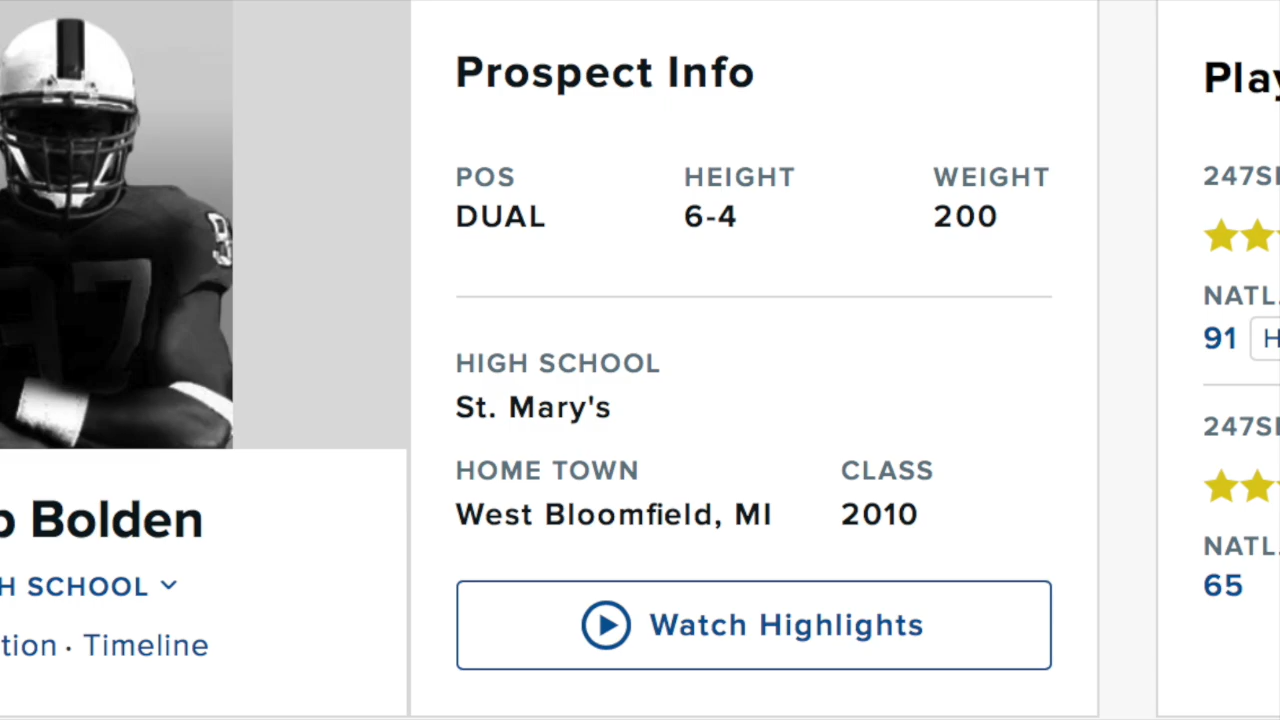 Prospect Info
POS HEIGHT WEIGHT
DUAL 6-4 200
HIGH SCHOOL
St. Mary's
HOME TOWN CLASS
West Bloomfield, MI 2010
Watch Highlights
Bolden
H SCHOOL
tion · Timeline
Play
247S
NATL.
91 H
247S
NATL.
65
97